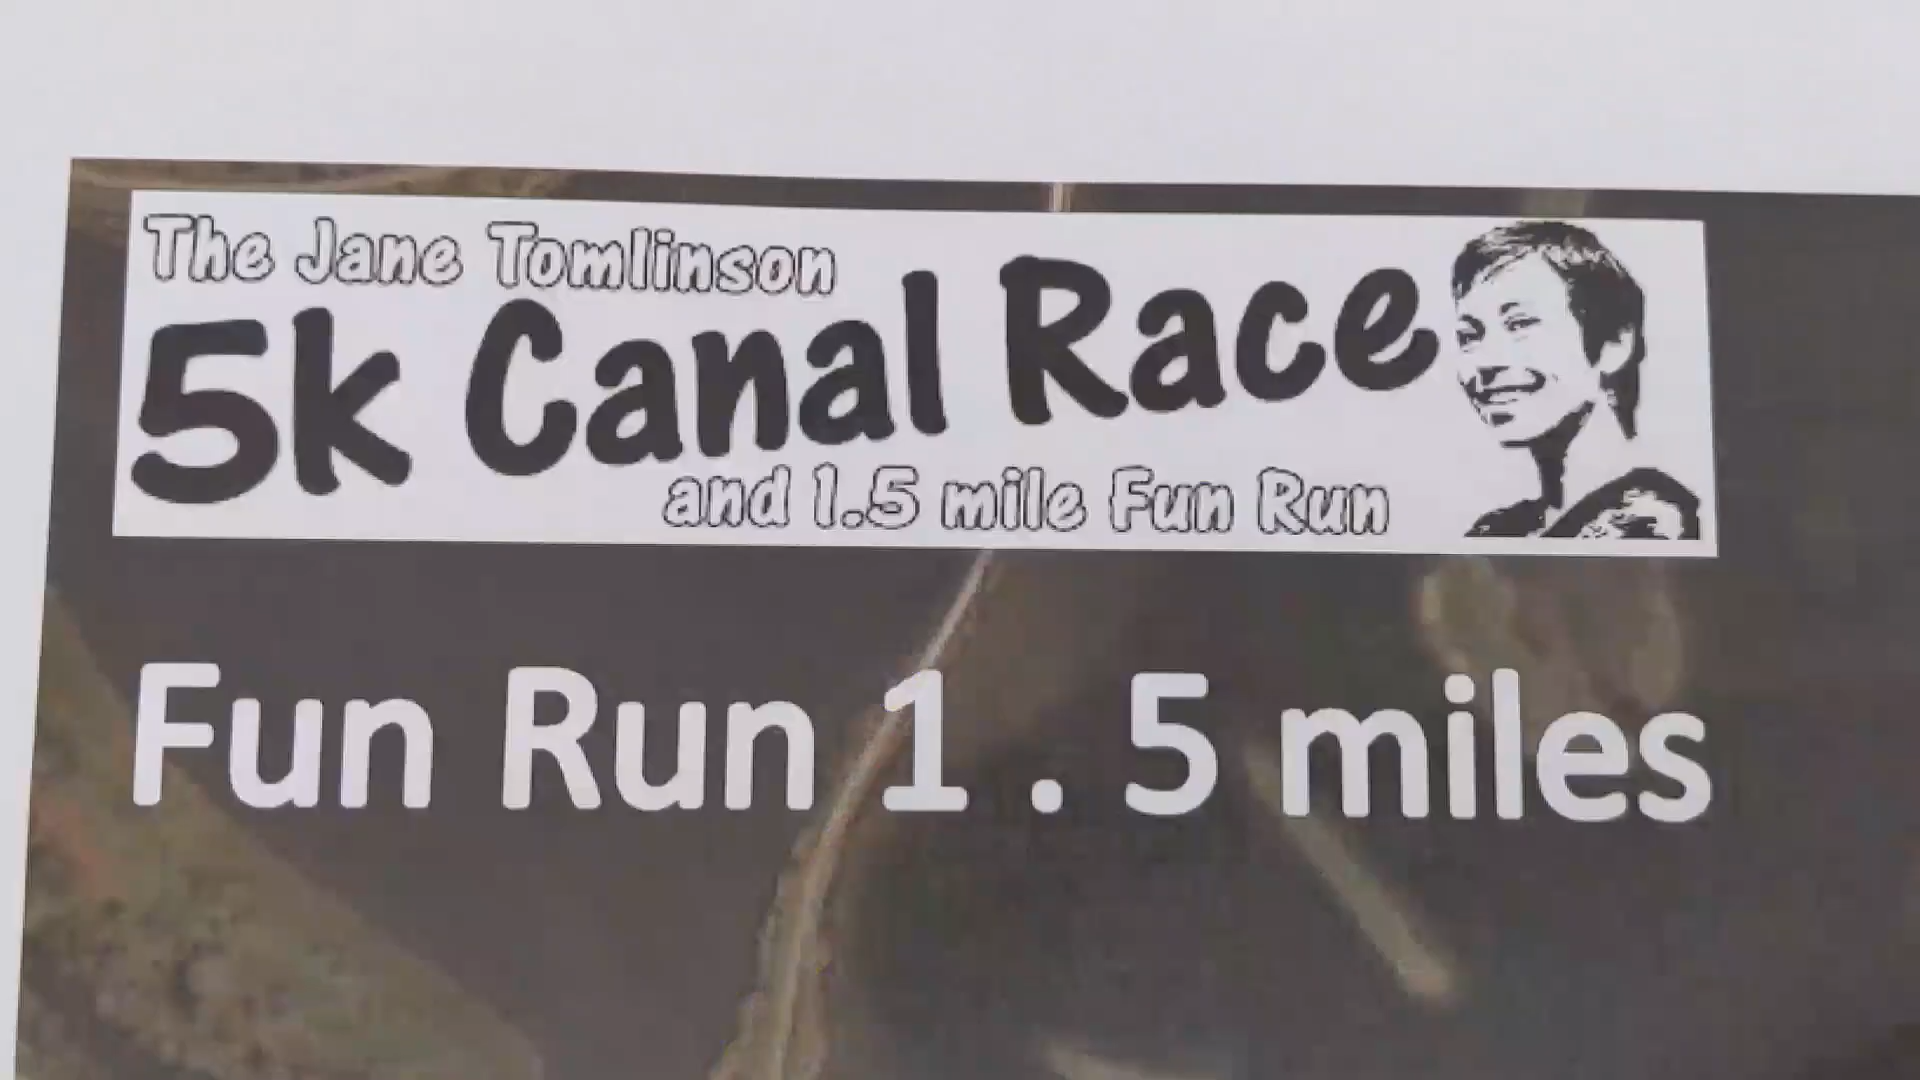 The Jane Tomlinson
5k Canal Race
and 1.5 mile Fun Run
Fun Run 1 . 5 miles